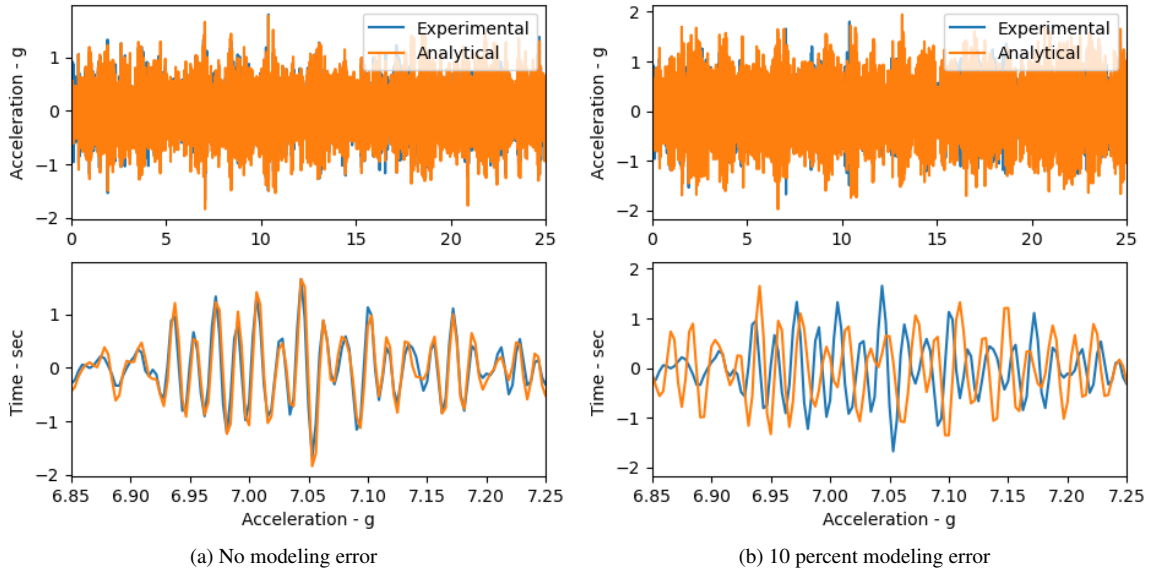 Acceleration - g
1
0
−1
−2
0 5 10 15 20 25
Experimental
Analytical
Time - sec
1
0
−1
−2
6.85 6.90 6.95 7.00 7.05 7.10 7.15 7.20 7.25
Acceleration - g
(a) No modeling error
Acceleration - g
2
1
0
−1
−2
0 5 10 15 20 25
Experimental
Analytical
Time - sec
2
1
0
−1
−2
6.85 6.90 6.95 7.00 7.05 7.10 7.15 7.20 7.25
Acceleration - g
(b) 10 percent modeling error